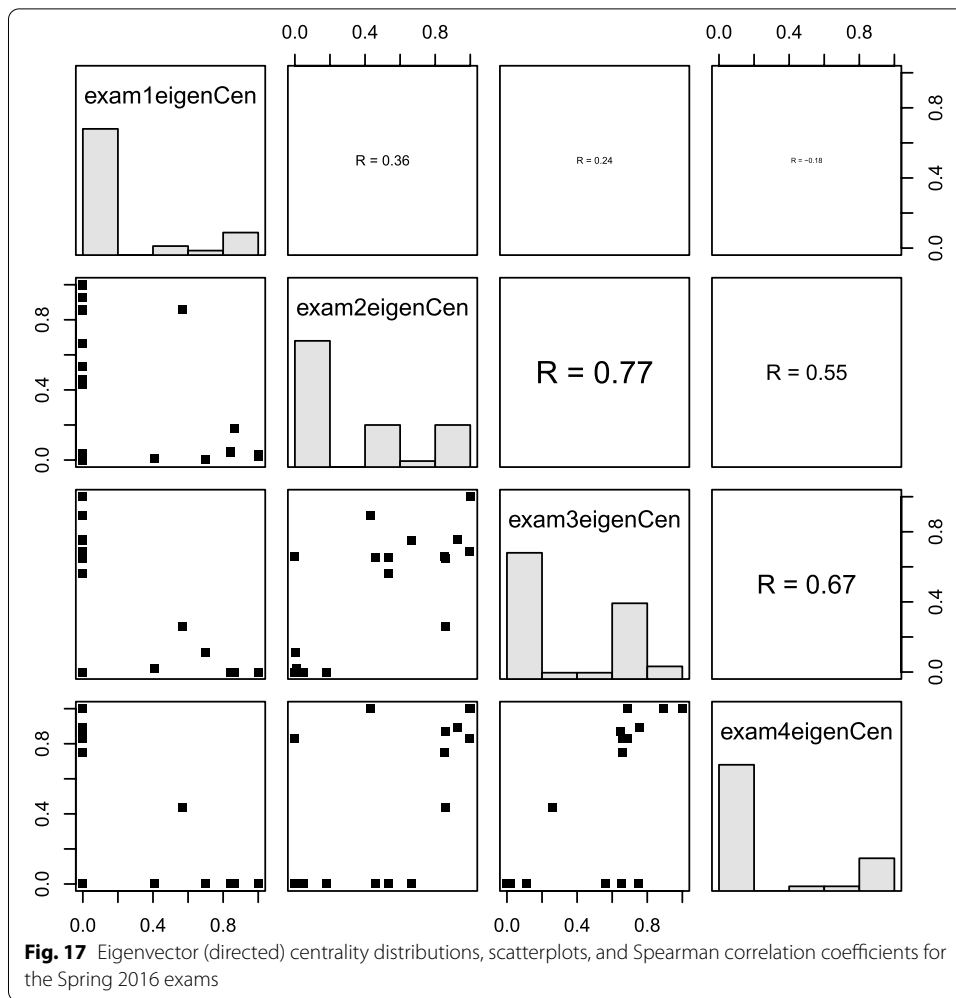 0.0 0.4 0.8 0.0 0.4 0.8
exam1eigenCen
R = 0.36
R = 0.24
R = −0.18
0.0 0.4 0.8
0.0 0.4 0.8
exam2eigenCen
R = 0.77
R = 0.55
exam3eigenCen
R = 0.67
0.0 0.4 0.8
0.0 0.4 0.8
exam4eigenCen
0.0 0.4 0.8 0.0 0.4 0.8
Fig. 17 Eigenvector (directed) centrality distributions, scatterplots, and Spearman correlation coefficients for
the Spring 2016 exams